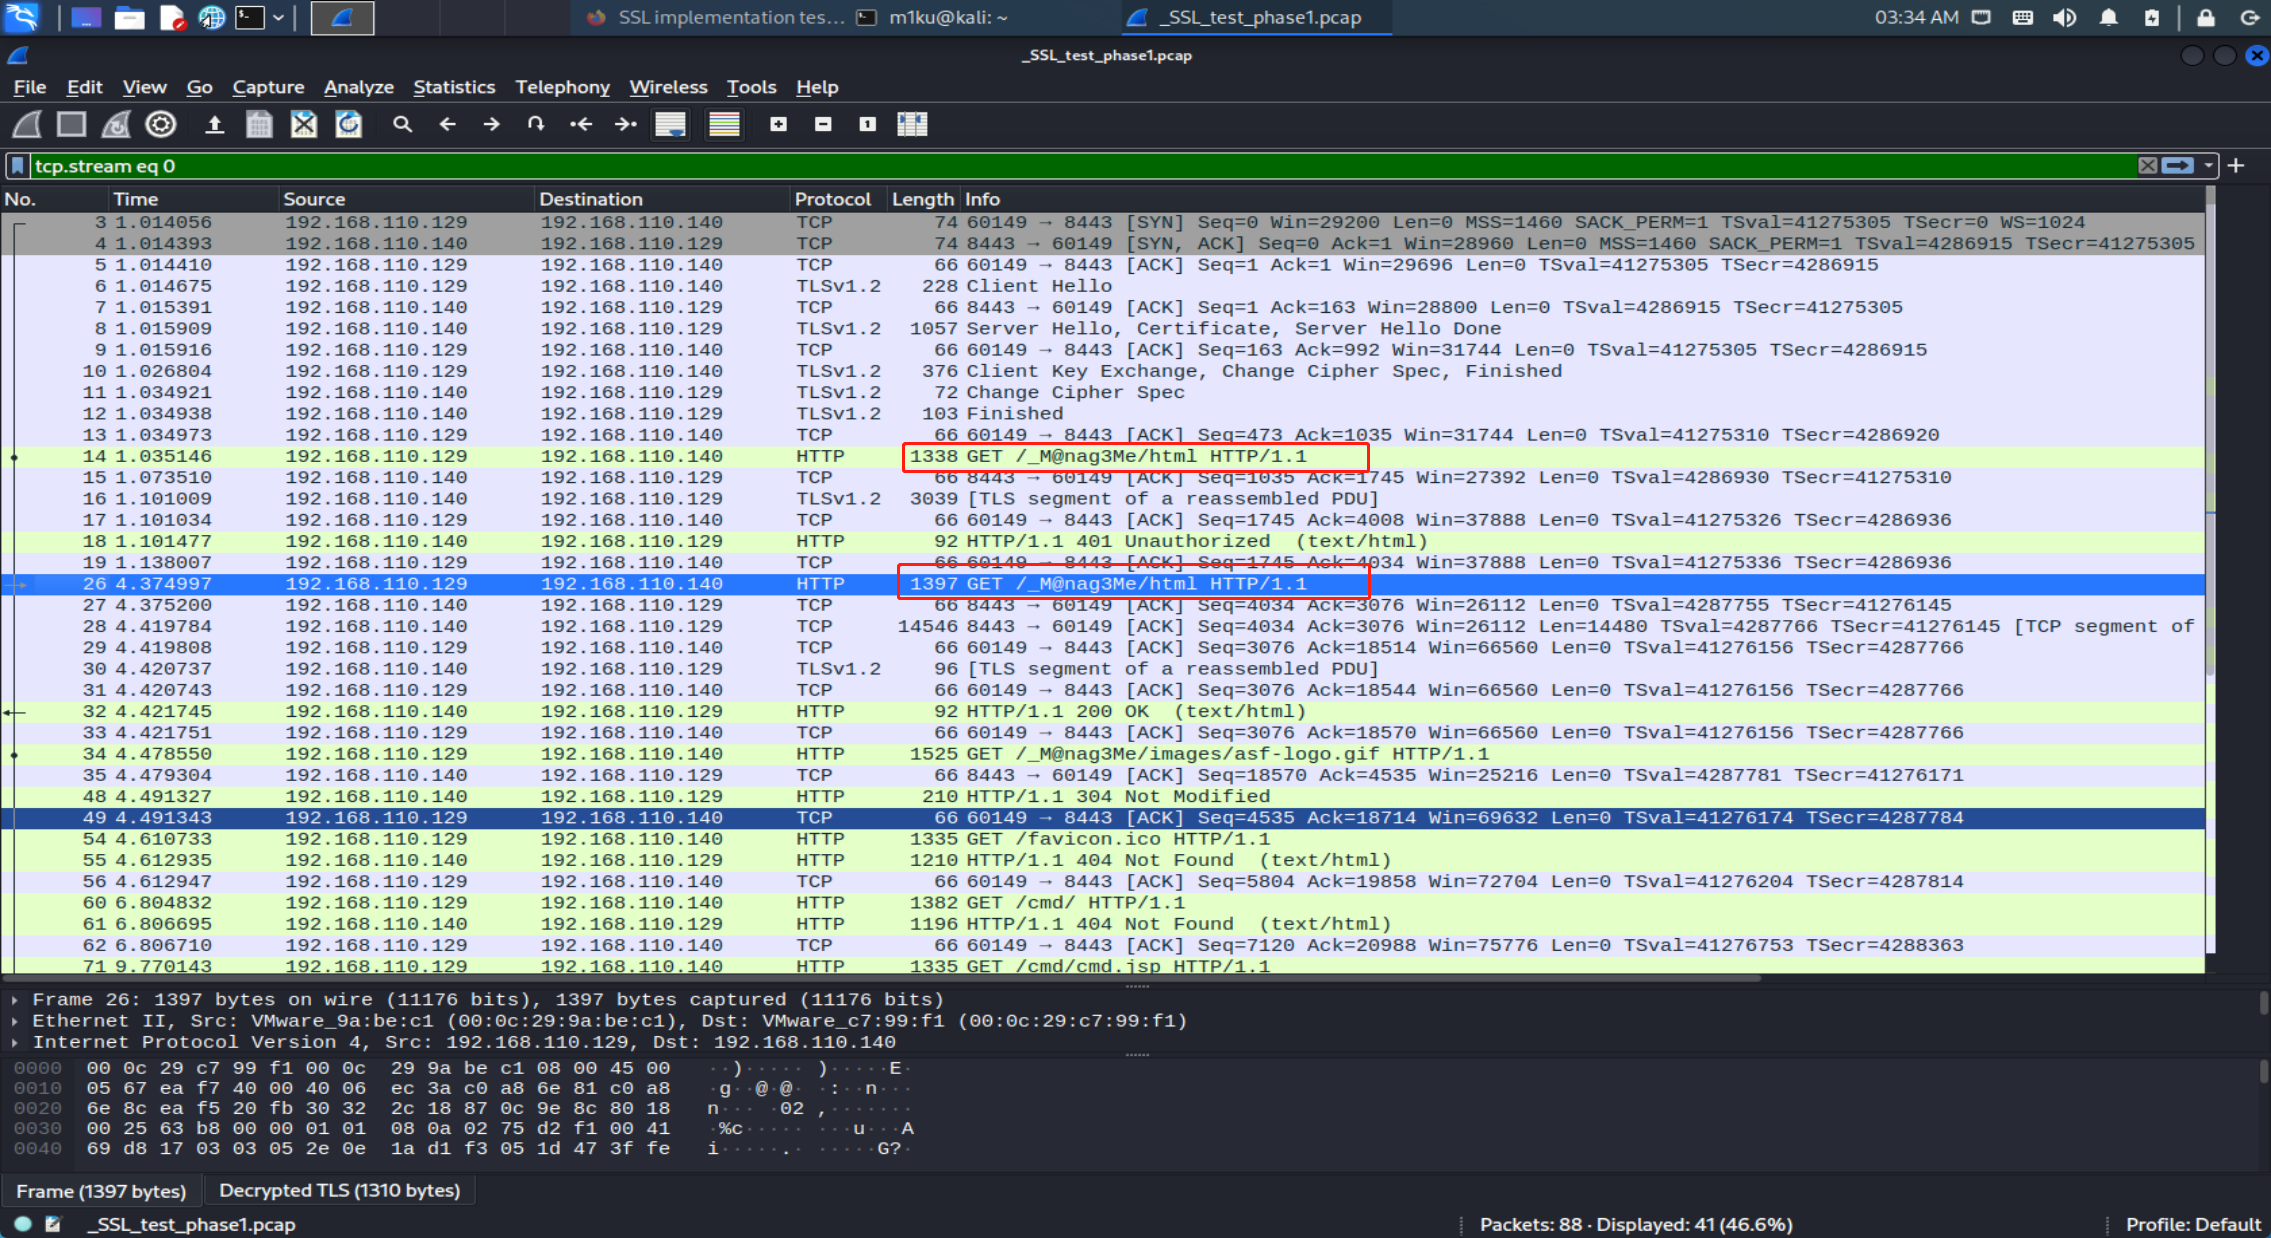 SSL implementation tes...
m1ku@kali: ~
_SSL_test_phase1.pcap
03:34 AM
_SSL_test_phase1.pcap
File Edit View Go Capture Analyze Statistics Telephony Wireless Tools Help
tcp.stream eq 0
No. Time Source Destination Protocol Length Info
3 1.014056 192.168.110.129 192.168.110.140 TCP 74 60149 → 8443 [SYN] Seq=0 Win=29200 Len=0 MSS=1460 SACK_PERM=1 TSval=41275305 TSecr=0 WS=1024
4 1.014393 192.168.110.140 192.168.110.129 TCP 74 8443 → 60149 [SYN, ACK] Seq=0 Ack=1 Win=28960 Len=0 MSS=1460 SACK_PERM=1 TSval=4286915 TSecr=41275305
5 1.014410 192.168.110.129 192.168.110.140 TCP 66 60149 → 8443 [ACK] Seq=1 Ack=1 Win=29696 Len=0 TSval=41275305 TSecr=4286915
6 1.014675 192.168.110.129 192.168.110.140 TLSv1.2 228 Client Hello
7 1.015391 192.168.110.140 192.168.110.129 TCP 66 8443 → 60149 [ACK] Seq=1 Ack=163 Win=28800 Len=0 TSval=4286915 TSecr=41275305
8 1.015909 192.168.110.140 192.168.110.129 TLSv1.2 1057 Server Hello, Certificate, Server Hello Done
9 1.015916 192.168.110.129 192.168.110.140 TCP 66 60149 → 8443 [ACK] Seq=163 Ack=992 Win=31744 Len=0 TSval=41275305 TSecr=4286915
10 1.026804 192.168.110.129 192.168.110.140 TLSv1.2 376 Client Key Exchange, Change Cipher Spec, Finished
11 1.034921 192.168.110.140 192.168.110.129 TLSv1.2 72 Change Cipher Spec
12 1.034938 192.168.110.140 192.168.110.129 TLSv1.2 103 Finished
13 1.034973 192.168.110.129 192.168.110.140 TCP 66 60149 → 8443 [ACK] Seq=473 Ack=1035 Win=31744 Len=0 TSval=41275310 TSecr=4286920
14 1.035146 192.168.110.129 192.168.110.140 HTTP 1338 GET /_M@nag3Me/html HTTP/1.1
15 1.073510 192.168.110.140 192.168.110.129 TCP 66 8443 → 60149 [ACK] Seq=1035 Ack=1745 Win=27392 Len=0 TSval=4286930 TSecr=41275310
16 1.101009 192.168.110.140 192.168.110.129 TLSv1.2 3039 [TLS segment of a reassembled PDU]
17 1.101034 192.168.110.129 192.168.110.140 TCP 66 60149 → 8443 [ACK] Seq=1745 Ack=4008 Win=37888 Len=0 TSval=41275326 TSecr=4286936
18 1.101477 192.168.110.140 192.168.110.129 HTTP 92 HTTP/1.1 401 Unauthorized (text/html)
19 1.138007 192.168.110.129 192.168.110.140 TCP 66 60149 → 8443 [ACK] Seq=1745 Ack=4034 Win=37888 Len=0 TSval=41275336 TSecr=4286936
26 4.374997 192.168.110.129 192.168.110.140 HTTP 1397 GET /_M@nag3Me/html HTTP/1.1
27 4.375200 192.168.110.140 192.168.110.129 TCP 66 8443 → 60149 [ACK] Seq=4034 Ack=3076 Win=26112 Len=0 TSval=4287755 TSecr=41276145
28 4.419784 192.168.110.140 192.168.110.129 TCP 14546 8443 → 60149 [ACK] Seq=4034 Ack=3076 Win=26112 Len=14480 TSval=4287766 TSecr=41276145 [TCP segment of
29 4.419808 192.168.110.129 192.168.110.140 TCP 66 60149 → 8443 [ACK] Seq=3076 Ack=18514 Win=66560 Len=0 TSval=41276156 TSecr=4287766
30 4.420737 192.168.110.140 192.168.110.129 TLSv1.2 96 [TLS segment of a reassembled PDU]
31 4.420743 192.168.110.129 192.168.110.140 TCP 66 60149 → 8443 [ACK] Seq=3076 Ack=18544 Win=66560 Len=0 TSval=41276156 TSecr=4287766
32 4.421745 192.168.110.140 192.168.110.129 HTTP 92 HTTP/1.1 200 OK (text/html)
33 4.421751 192.168.110.129 192.168.110.140 TCP 66 60149 → 8443 [ACK] Seq=3076 Ack=18570 Win=66560 Len=0 TSval=41276156 TSecr=4287766
34 4.478550 192.168.110.129 192.168.110.140 HTTP 1525 GET /_M@nag3Me/images/asf-logo.gif HTTP/1.1
35 4.479304 192.168.110.140 192.168.110.129 TCP 66 8443 → 60149 [ACK] Seq=18570 Ack=4535 Win=25216 Len=0 TSval=4287781 TSecr=41276171
48 4.491327 192.168.110.140 192.168.110.129 HTTP 210 HTTP/1.1 304 Not Modified
49 4.491343 192.168.110.129 192.168.110.140 TCP 66 60149 → 8443 [ACK] Seq=4535 Ack=18714 Win=69632 Len=0 TSval=41276174 TSecr=4287784
54 4.610733 192.168.110.129 192.168.110.140 HTTP 1335 GET /favicon.ico HTTP/1.1
55 4.612935 192.168.110.140 192.168.110.129 HTTP 1210 HTTP/1.1 404 Not Found (text/html)
56 4.612947 192.168.110.129 192.168.110.140 TCP 66 60149 → 8443 [ACK] Seq=5804 Ack=19858 Win=72704 Len=0 TSval=41276204 TSecr=4287814
60 6.804832 192.168.110.129 192.168.110.140 HTTP 1382 GET /cmd/ HTTP/1.1
61 6.806695 192.168.110.140 192.168.110.129 HTTP 1196 HTTP/1.1 404 Not Found (text/html)
62 6.806710 192.168.110.129 192.168.110.140 TCP 66 60149 → 8443 [ACK] Seq=7120 Ack=20988 Win=75776 Len=0 TSval=41276753 TSecr=4288363
71 9.770143 192.168.110.129 192.168.110.140 HTTP 1335 GET /cmd/cmd.jsp HTTP/1.1
Frame 26: 1397 bytes on wire (11176 bits), 1397 bytes captured (11176 bits)
Ethernet II, Src: VMware_9a:be:c1 (00:0c:29:9a:be:c1), Dst: VMware_c7:99:f1 (00:0c:29:c7:99:f1)
Internet Protocol Version 4, Src: 192.168.110.129, Dst: 192.168.110.140
0000 00 0c 29 c7 99 f1 00 0c 29 9a be c1 08 00 45 00 ··)····· )·····E·
0010 05 67 ea f7 40 00 40 06 ec 3a c0 a8 6e 81 c0 a8 ·g··@·@· ·:··n···
0020 6e 8c ea f5 20 fb 30 32 2c 18 87 0c 9e 8c 80 18 n··· ·02 ,·······
0030 00 25 63 b8 00 00 01 01 08 0a 02 75 d2 f1 00 41 ·%c····· ···u···A
0040 69 d8 17 03 03 05 2e 0e 1a d1 f3 05 1d 47 3f fe i·····.· ·····G?·
Frame (1397 bytes) Decrypted TLS (1310 bytes)
_SSL_test_phase1.pcap
Packets: 88 · Displayed: 41 (46.6%)
Profile: Default